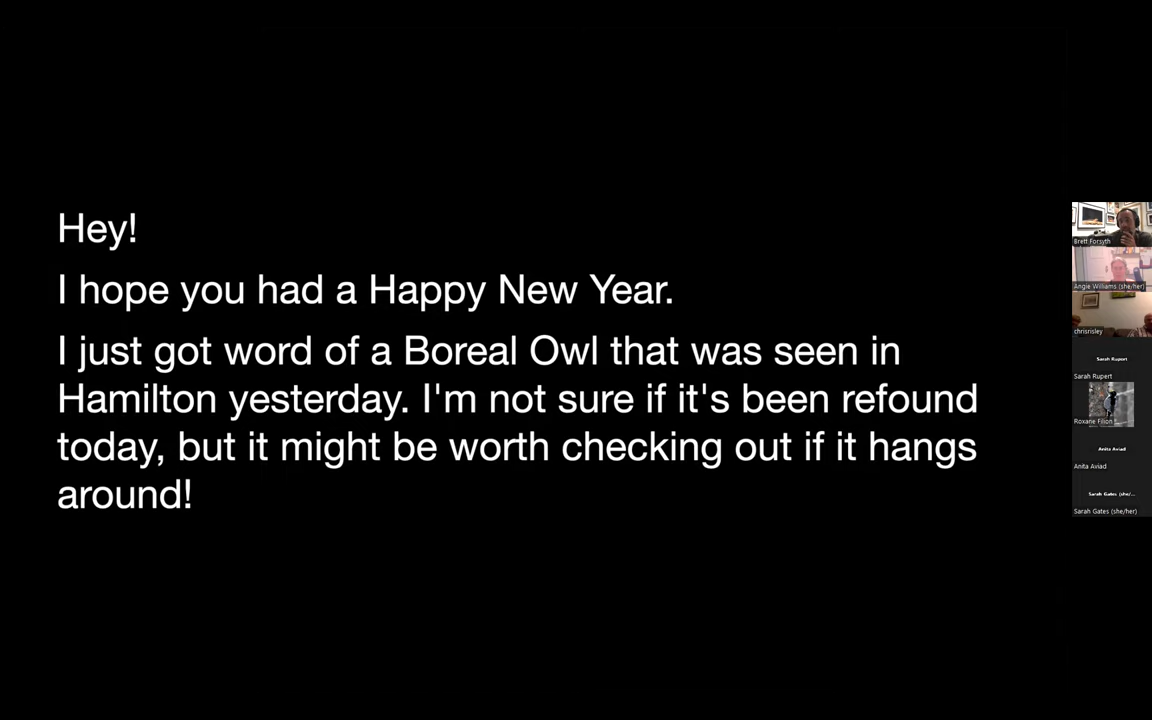 Hey!
I hope you had a Happy New Year.
I just got word of a Boreal Owl that was seen in
Hamilton yesterday. I'm not sure if it's been refound
today, but it might be worth checking out if it hangs
around!
Brett Forsyth
Angie Williams (she/her)
chrisrisley
Sarah Rupert
Sarah Rupert
Roxane Filion
Anita Aviad
Anita Aviad
Sarah Gates (she/...
Sarah Gates (she/her)